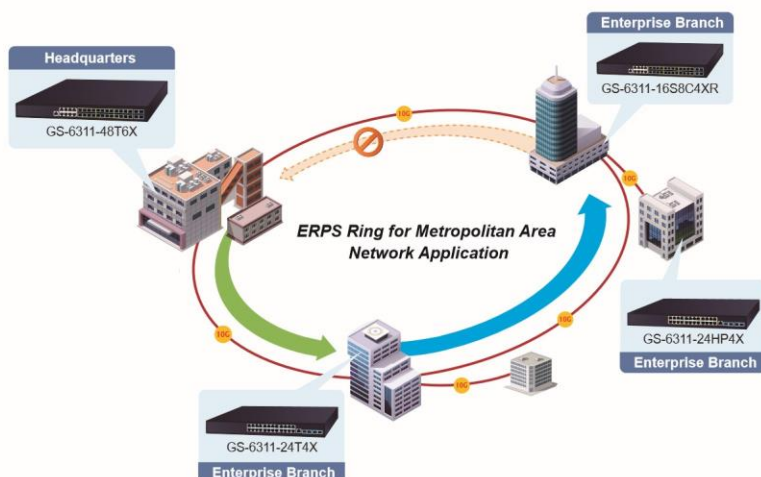 Headquarters
GS-6311-48T6X
Enterprise Branch
GS-6311-16S8C4XR
10G
10G
ERPS Ring for Metropolitan Area
Network Application
GS-6311-24HP4X
Enterprise Branch
10G
10G
10G
GS-6311-24T4X
Enterprise Branch